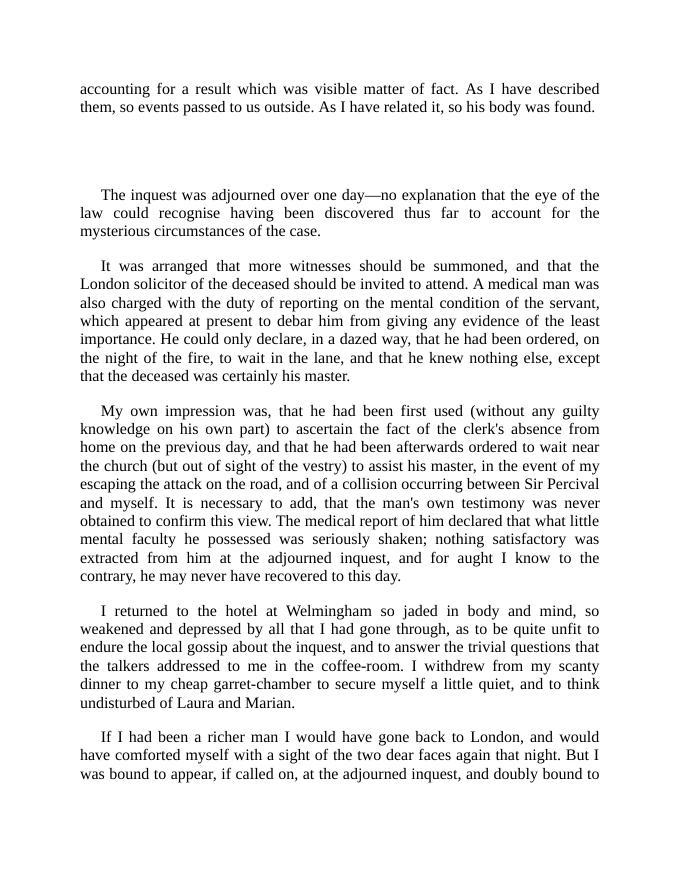 accounting for a result which was visible matter of fact. As I have described
them, so events passed to us outside. As I have related it, so his body was found.
The inquest was adjourned over one day—no explanation that the eye of the
law could recognise having been discovered thus far to account for the
mysterious circumstances of the case.
It was arranged that more witnesses should be summoned, and that the
London solicitor of the deceased should be invited to attend. A medical man was
also charged with the duty of reporting on the mental condition of the servant,
which appeared at present to debar him from giving any evidence of the least
importance. He could only declare, in a dazed way, that he had been ordered, on
the night of the fire, to wait in the lane, and that he knew nothing else, except
that the deceased was certainly his master.
My own impression was, that he had been first used (without any guilty
knowledge on his own part) to ascertain the fact of the clerk's absence from
home on the previous day, and that he had been afterwards ordered to wait near
the church (but out of sight of the vestry) to assist his master, in the event of my
escaping the attack on the road, and of a collision occurring between Sir Percival
and myself. It is necessary to add, that the man's own testimony was never
obtained to confirm this view. The medical report of him declared that what little
mental faculty he possessed was seriously shaken; nothing satisfactory was
extracted from him at the adjourned inquest, and for aught I know to the
contrary, he may never have recovered to this day.
I returned to the hotel at Welmingham so jaded in body and mind, so
weakened and depressed by all that I had gone through, as to be quite unfit to
endure the local gossip about the inquest, and to answer the trivial questions that
the talkers addressed to me in the coffee-room. I withdrew from my scanty
dinner to my cheap garret-chamber to secure myself a little quiet, and to think
undisturbed of Laura and Marian.
If I had been a richer man I would have gone back to London, and would
have comforted myself with a sight of the two dear faces again that night. But I
was bound to appear, if called on, at the adjourned inquest, and doubly bound to